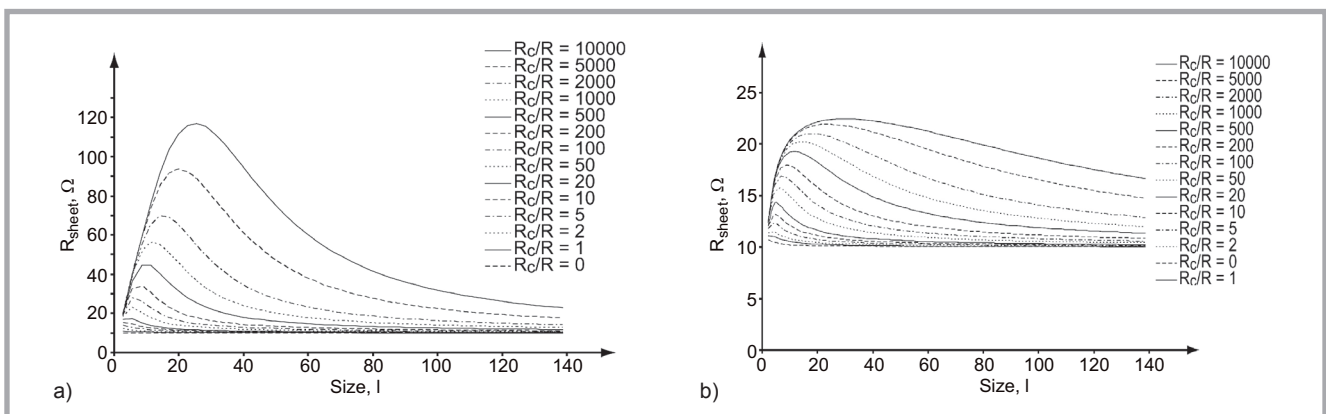 120
100
80
60
40
20
0
Rsheet, Ω
0 20 40 60 80 100 120 140
Size, l
a)
RC/R = 10000
RC/R = 5000
RC/R = 2000
RC/R = 1000
RC/R = 500
RC/R = 200
RC/R = 100
RC/R = 50
RC/R = 20
RC/R = 10
RC/R = 5
RC/R = 2
RC/R = 1
RC/R = 0
25
20
15
10
5
0
Rsheet, Ω
0 20 40 60 80 100 120 140
Size, l
b)
RC/R = 10000
RC/R = 5000
RC/R = 2000
RC/R = 1000
RC/R = 500
RC/R = 200
RC/R = 100
RC/R = 50
RC/R = 20
RC/R = 10
RC/R = 5
RC/R = 2
RC/R = 0
RC/R = 1